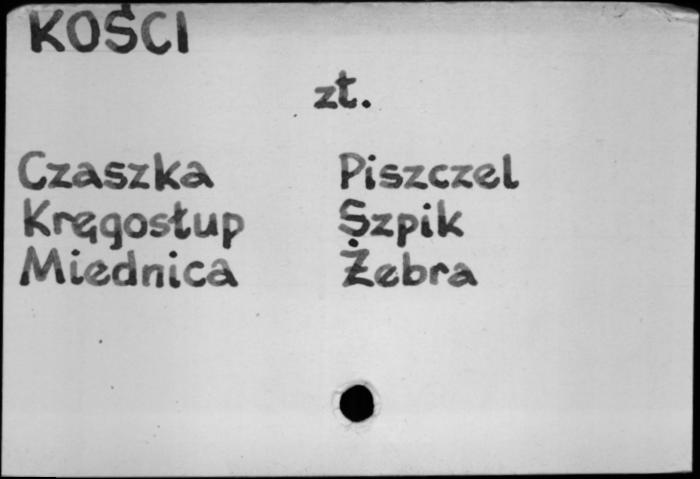 KOŚCI
zt.
Czaszka
Kręgosłup
Miednica
Piszczel
Szpik
Żebra